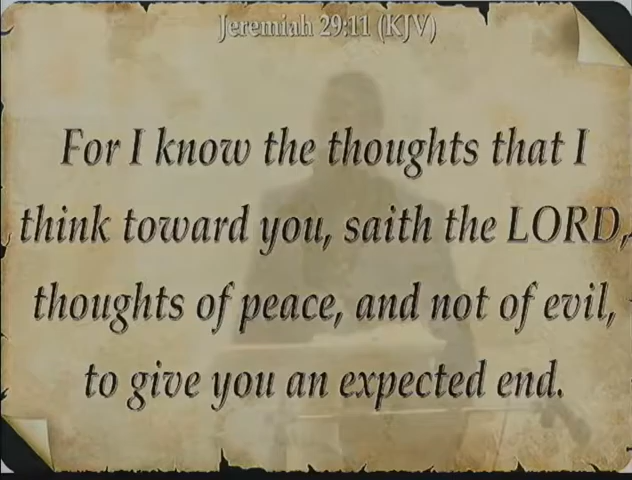 Jeremiah 29:11 (KJV)
For I know the thoughts that I
think toward you, saith the LORD,
thoughts of peace, and not of evil,
to give you an expected end.